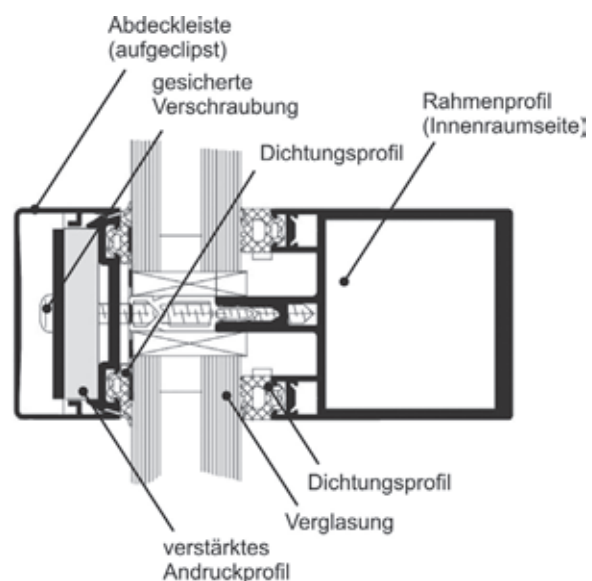 Abdeckleiste
(aufgeclipst)
gesicherte
Verschraubung
Dichtungsprofil
Rahmenprofil
(Innenraumseite)
Dichtungsprofil
Verglasung
verstärktes
Andruckprofil